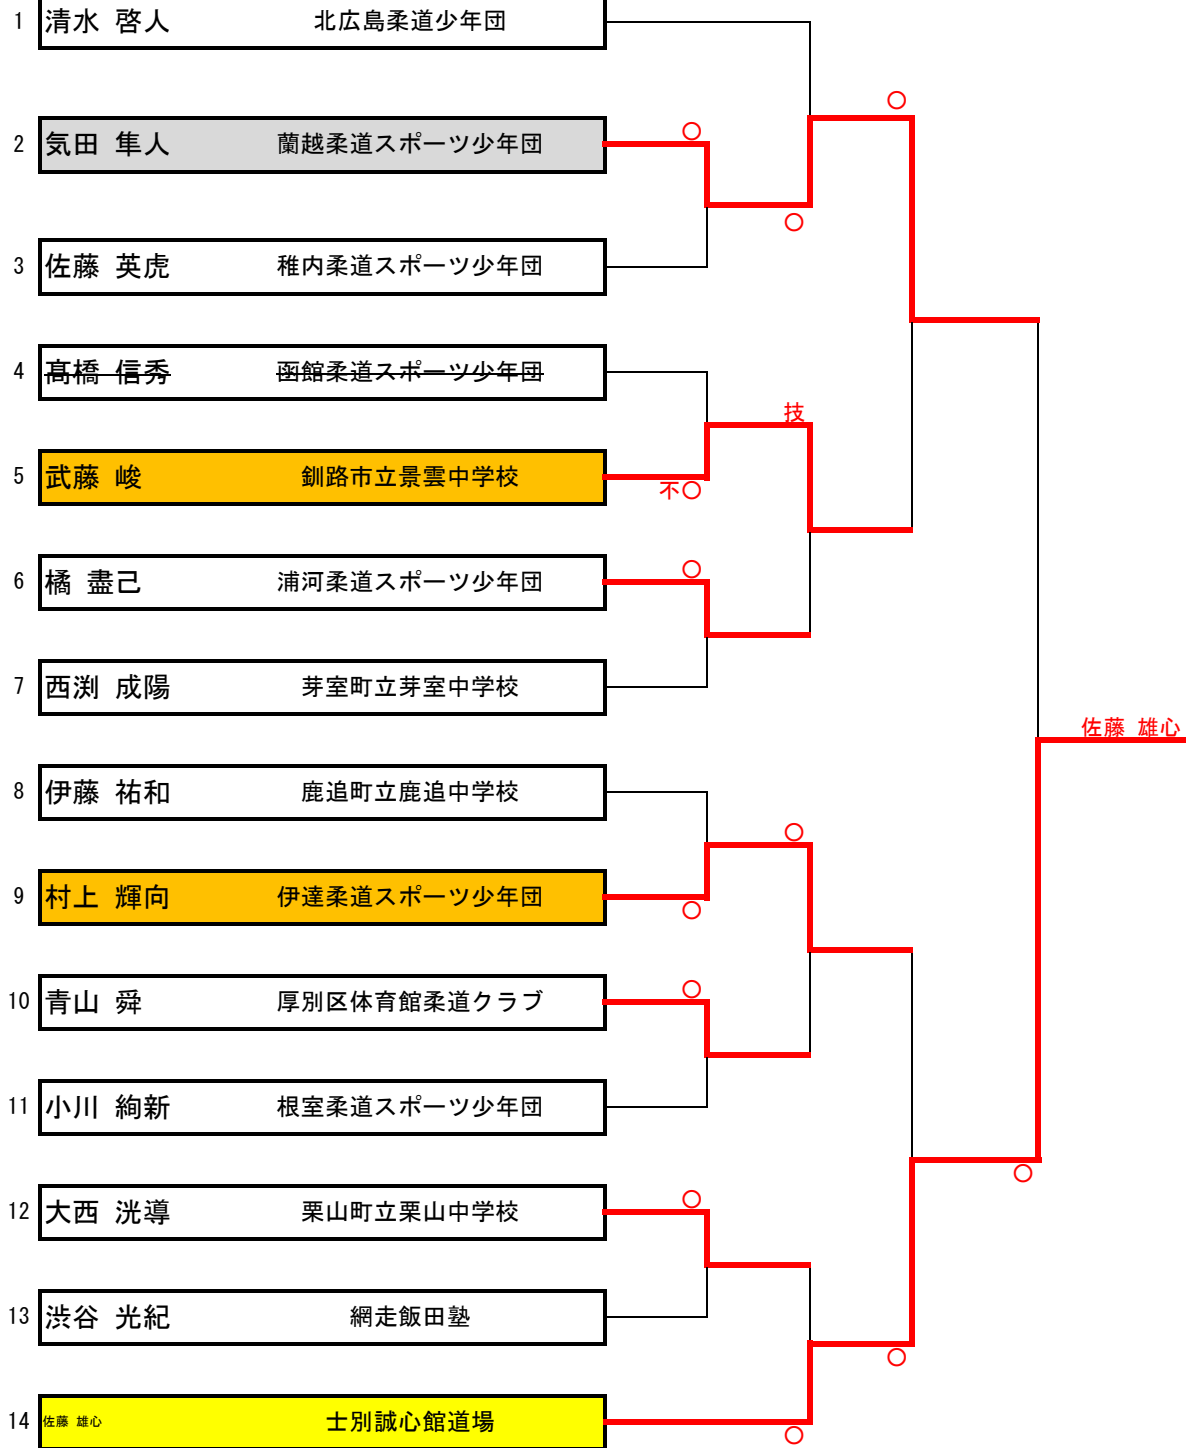 1 清水 啓人 北広島柔道少年団
○
2 気田 隼人 蘭越柔道スポーツ少年団 ○
○
3 佐藤 英虎 稚内柔道スポーツ少年団
4 髙橋 信秀 函館柔道スポーツ少年団
技
5 武藤 峻 釧路市立景雲中学校 不○
6 橘 盡己 浦河柔道スポーツ少年団 ○
7 西渕 成陽 芽室町立芽室中学校
佐藤 雄心
8 伊藤 祐和 鹿追町立鹿追中学校
○
9 村上 輝向 伊達柔道スポーツ少年団 ○
10 青山 舜 厚別区体育館柔道クラブ ○
11 小川 絢新 根室柔道スポーツ少年団
○
12 大西 洸導 栗山町立栗山中学校 ○
13 渋谷 光紀 網走飯田塾
○
14 佐藤 雄心 士別誠心館道場 ○